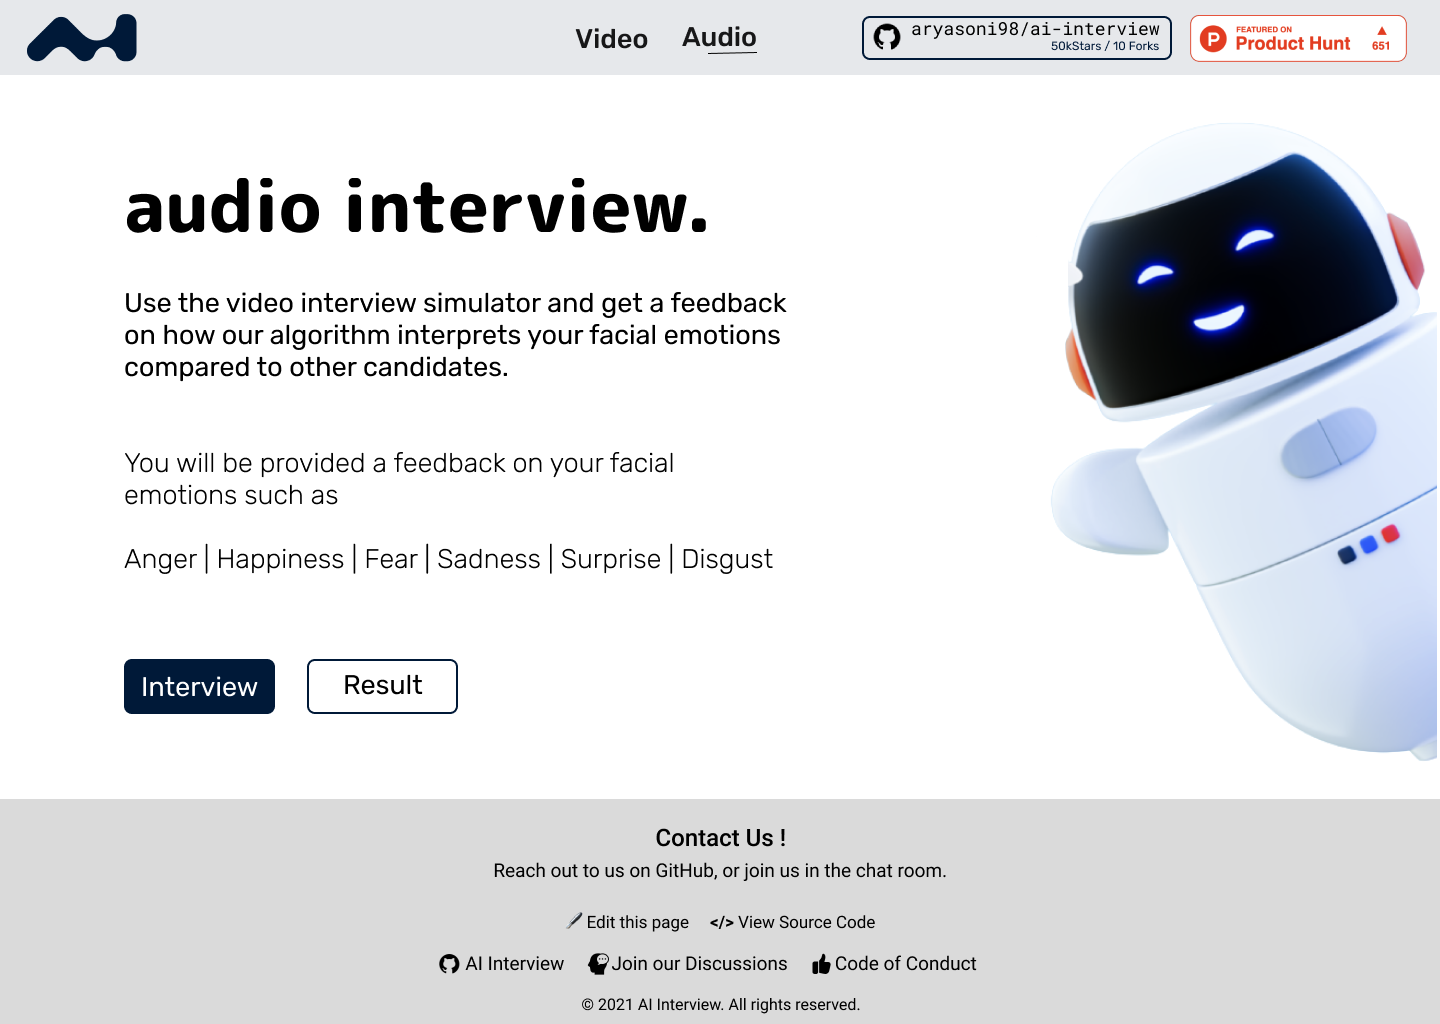 Video Audio
aryasoni98/ai-interview
50kStars / 10 Forks
P
FEATURED ON
Product Hunt
651
audio interview.
Use the video interview simulator and get a feedback
on how our algorithm interprets your facial emotions
compared to other candidates.
You will be provided a feedback on your facial
emotions such as
Anger | Happiness | Fear | Sadness | Surprise | Disgust
Interview Result
Contact Us !
Reach out to us on GitHub, or join us in the chat room.
Edit this page </> View Source Code
AI Interview Join our Discussions Code of Conduct
© 2021 AI Interview. All rights reserved.